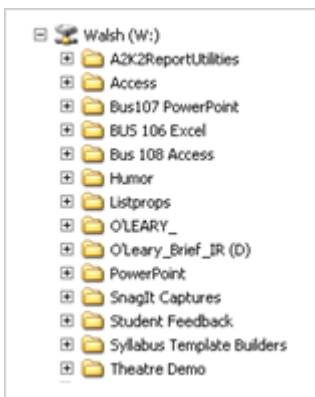 Walsh (W:)
A2K2ReportUtilities
Access
Bus107 PowerPoint
BUS 106 Excel
Bus 108 Access
Humor
Listprops
O'LEARY_
O'Leary_Brief_IR (D)
PowerPoint
SnagIt Captures
Student Feedback
Syllabus Template Builders
Theatre Demo